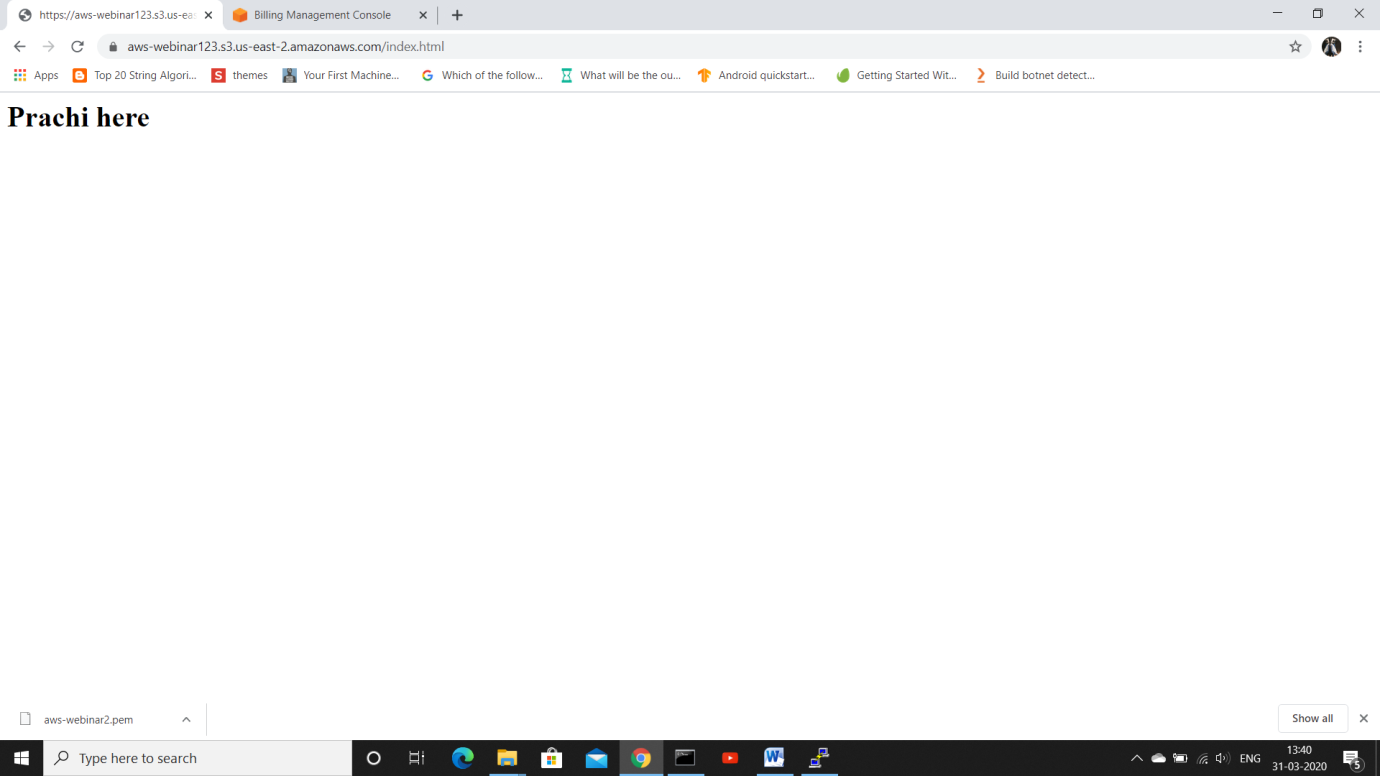 https://aws-webinar123.s3.us-eas
Billing Management Console
aws-webinar123.s3.us-east-2.amazonaws.com/index.html
Apps
Top 20 String Algori...
S themes
Your First Machine...
Which of the follow...
What will be the ou...
Android quickstart...
Getting Started Wit...
Build botnet detect...
Prachi here
aws-webinar2.pem
Show all
Type here to search
ENG
13:40
31-03-2020
5